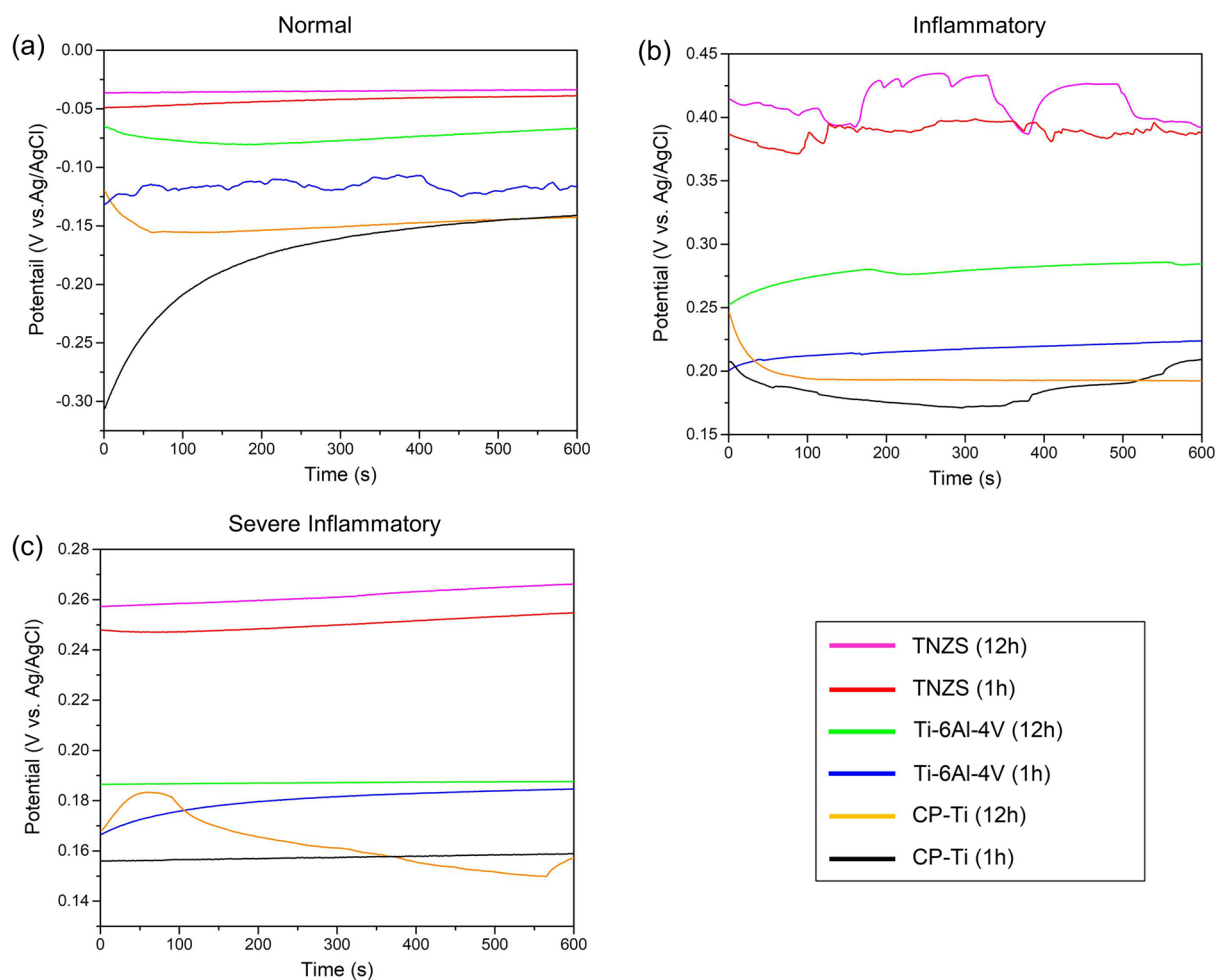 Normal
(a)
0.00
-0.05
-0.10
-0.15
-0.20
-0.25
-0.30
Potentail (V vs.Ag/AgCl)
0 100 200 300 400 500 600
Time (s)
Inflammatory
(b)
0.45
0.40
0.35
0.30
0.25
0.20
0.15
Potential (V vs. Ag/AgCl)
0 100 200 300 400 500 600
Time (s)
Severe Inflammatory
(c)
0.28
0.26
0.24
0.22
0.20
0.18
0.16
0.14
Potential (V vs. Ag/AgCl)
0 100 200 300 400 500 600
Time (s)
TNZS (12h)
TNZS (1h)
Ti-6Al-4V (12h)
Ti-6Al-4V (1h)
CP-Ti (12h)
CP-Ti (1h)